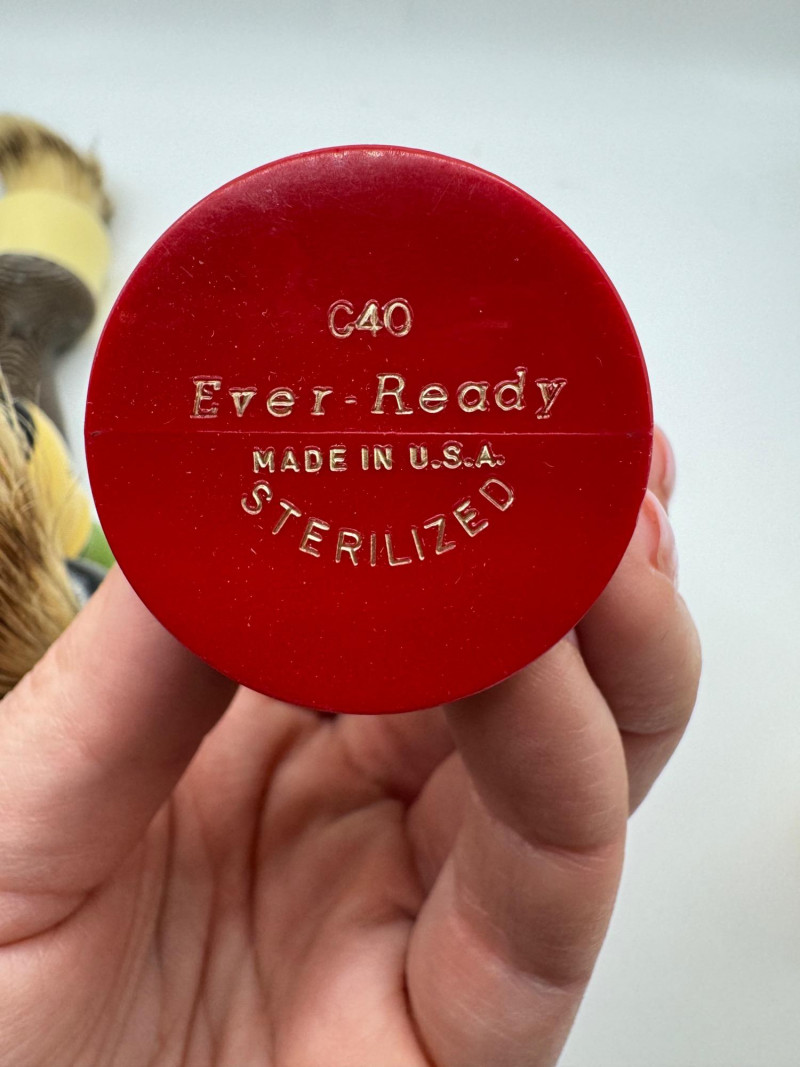 C40
Ever-Ready
MADE IN U.S.A.
STERILIZED